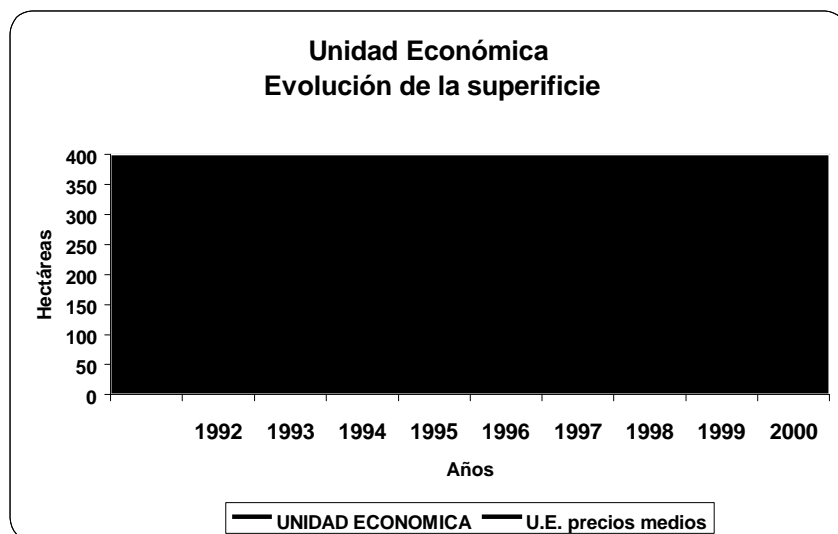 Unidad Económica
Evolución de la superificie
400
350
300
250
200
150
100
50
0
Hectáreas
1992 1993 1994 1995 1996 1997 1998 1999 2000
Años
UNIDAD ECONOMICA U.E. precios medios